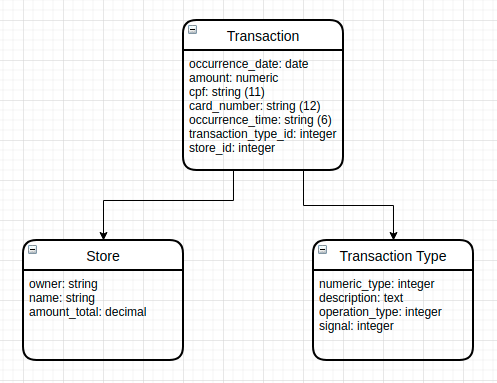 Transaction
occurrence_date: date
amount: numeric
cpf: string (11)
card_number: string (12)
occurrence_time: string (6)
transaction_type_id: integer
store_id: integer
Store
owner: string
name: string
amount_total: decimal
Transaction Type
numeric_type: integer
description: text
operation_type: integer
signal: integer